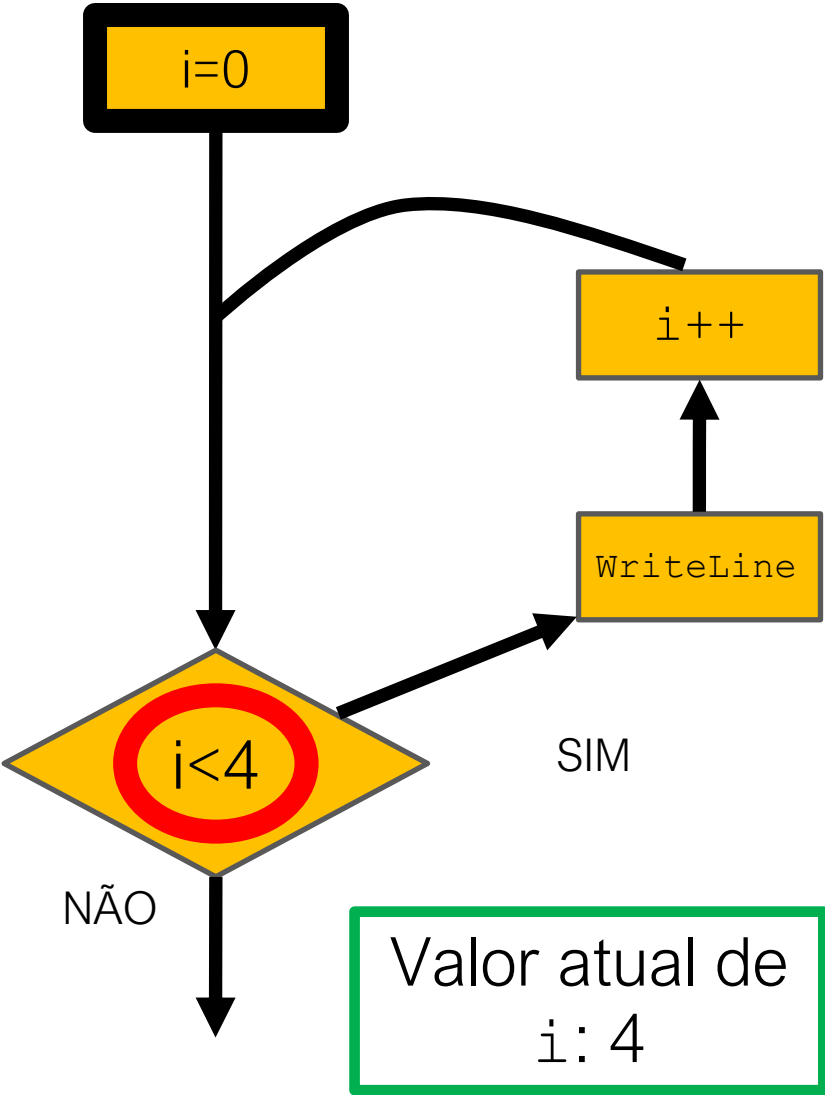 i=0
i++
WriteLine
i<4
SIM
NÃO
Valor atual de
i: 4